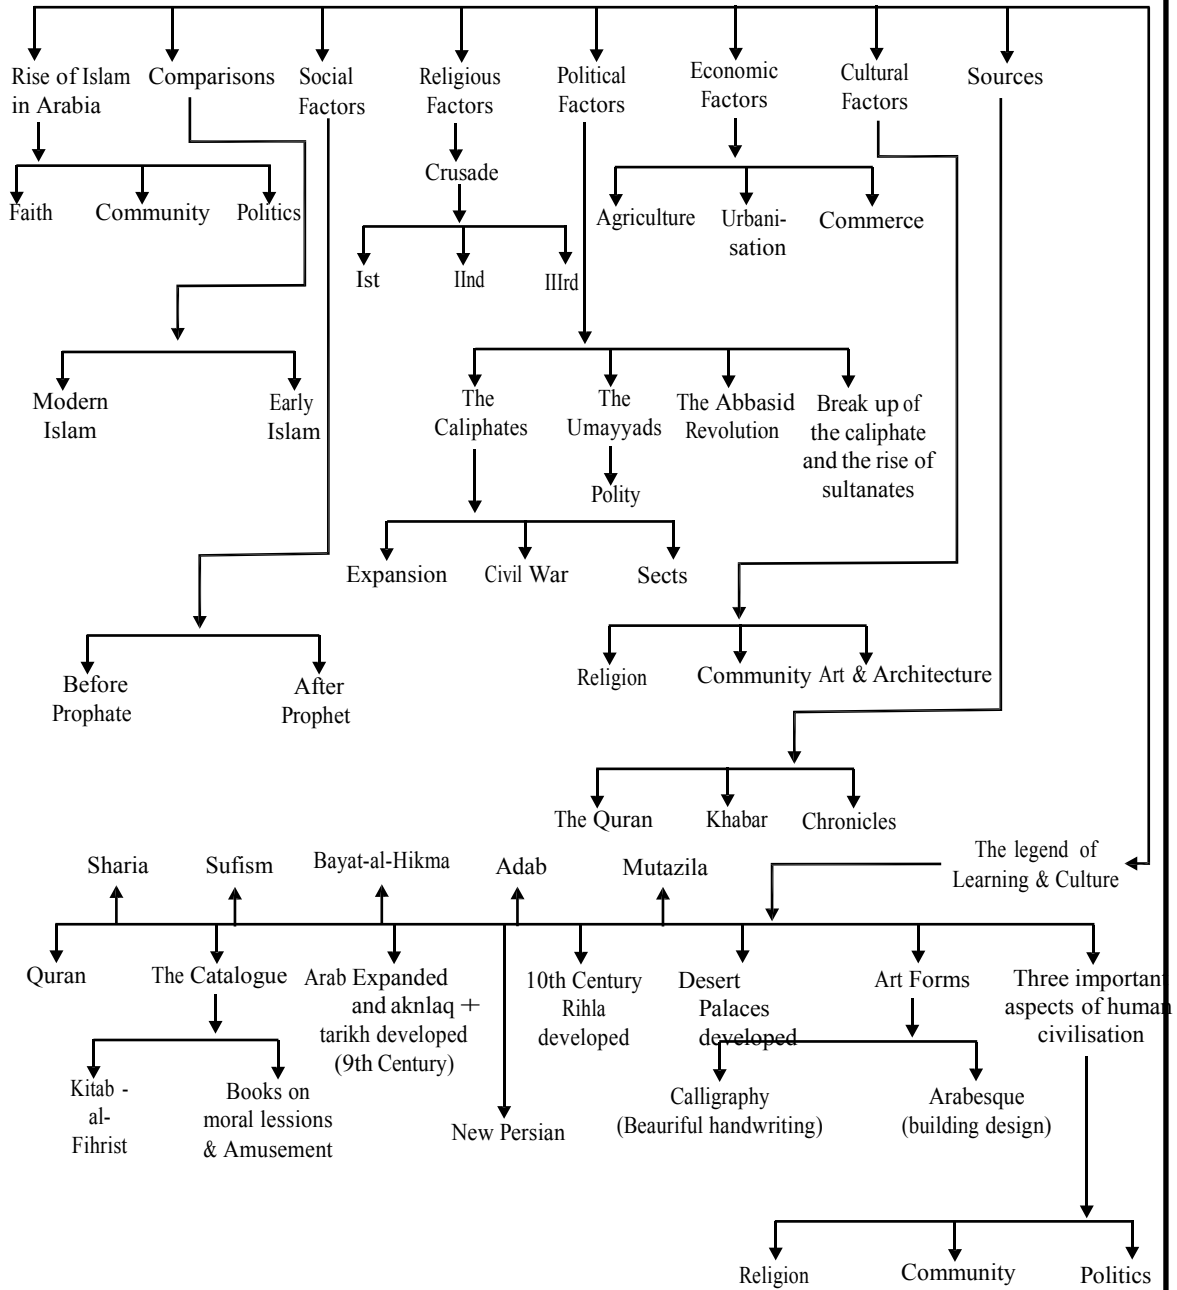 Rise of Islam
in Arabia
Comparisons
Social
Factors
Religious
Factors
Political
Factors
Economic
Factors
Cultural
Factors
Sources
Faith
Community
Politics
Crusade
Ist
IInd
IIIrd
Agriculture
Urbani-
sation
Commerce
Modern
Islam
Early
Islam
The
Caliphates
The
Umayyads
The Abbasid
Revolution
Break up of
the caliphate
and the rise of
sultanates
Polity
Expansion
Civil War
Sects
Religion
Community
Art & Architecture
Before
Prophate
After
Prophet
The Quran
Khabar
Chronicles
The legend of
Learning & Culture
Sharia
Sufism
Bayat-al-Hikma
Adab
Mutazila
Quran
The Catalogue
Arab Expanded
and aknlaq +
tarikh developed
(9th Century)
10th Century
Rihla
developed
Desert
Palaces
developed
Art Forms
Three important
aspects of human
civilisation
Kitab -
al-
Fihrist
Books on
moral lessions
& Amusement
New Persian
Calligraphy
(Beauriful handwriting)
Arabesque
(building design)
Religion
Community
Politics